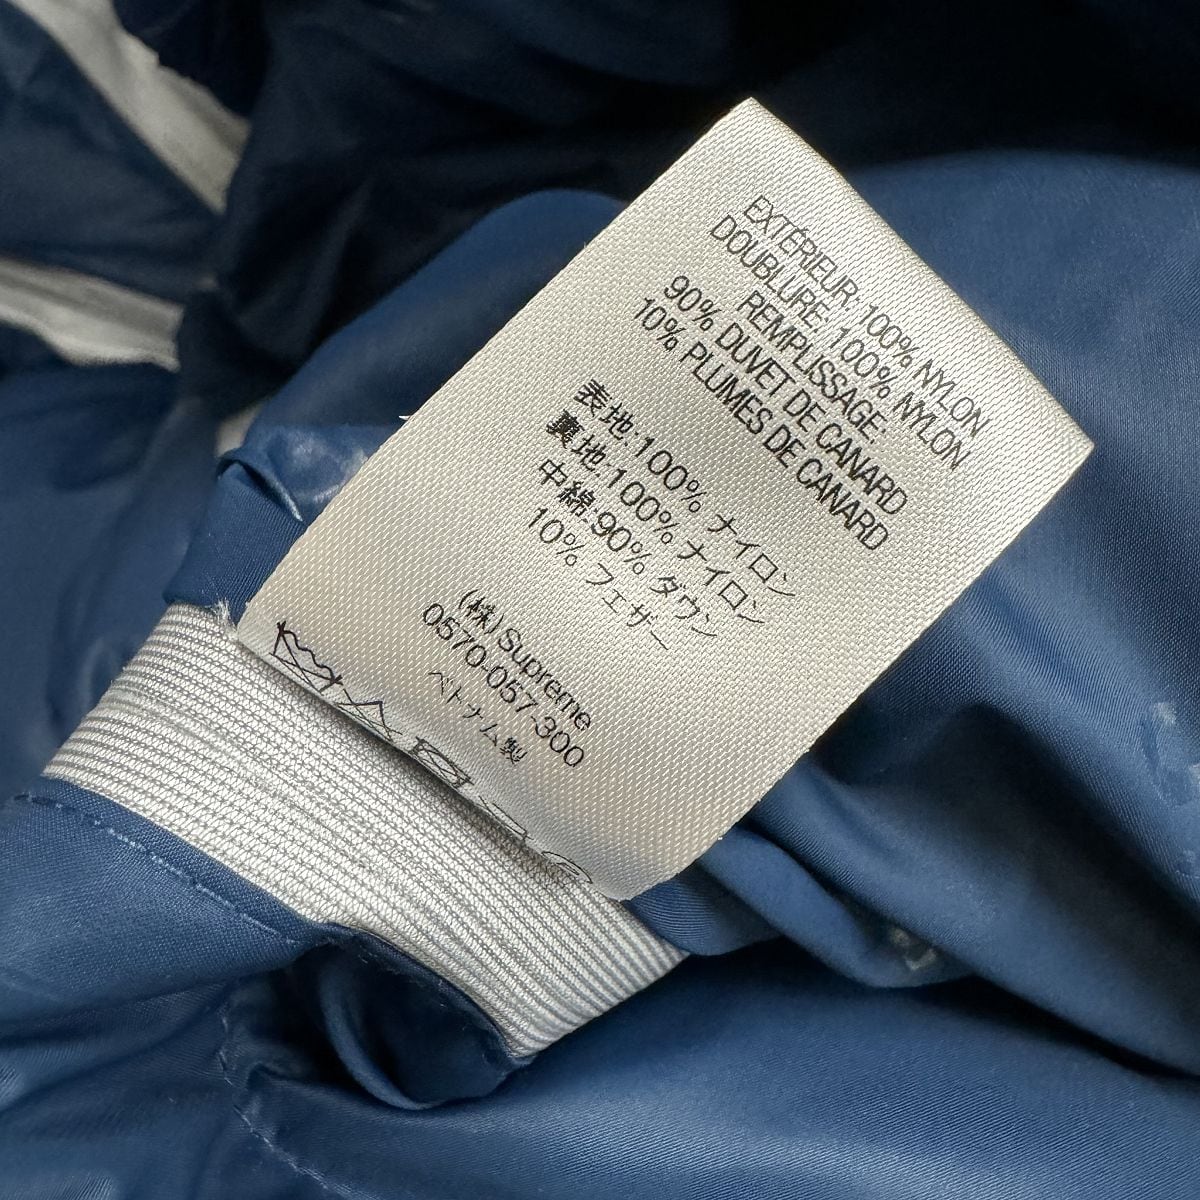 EXTÉRIEUR: 100% NYLON
DOUBLURE: 100% NYLON
REMPLISSAGE:
90% DUVET DE CANARD
10% PLUMES DE CANARD
表地:100% ナイロン
裏地:100% ナイロン
中綿:90% ダウン
10% フェザー
(株) Supreme
0570-057-300
ベトナム製